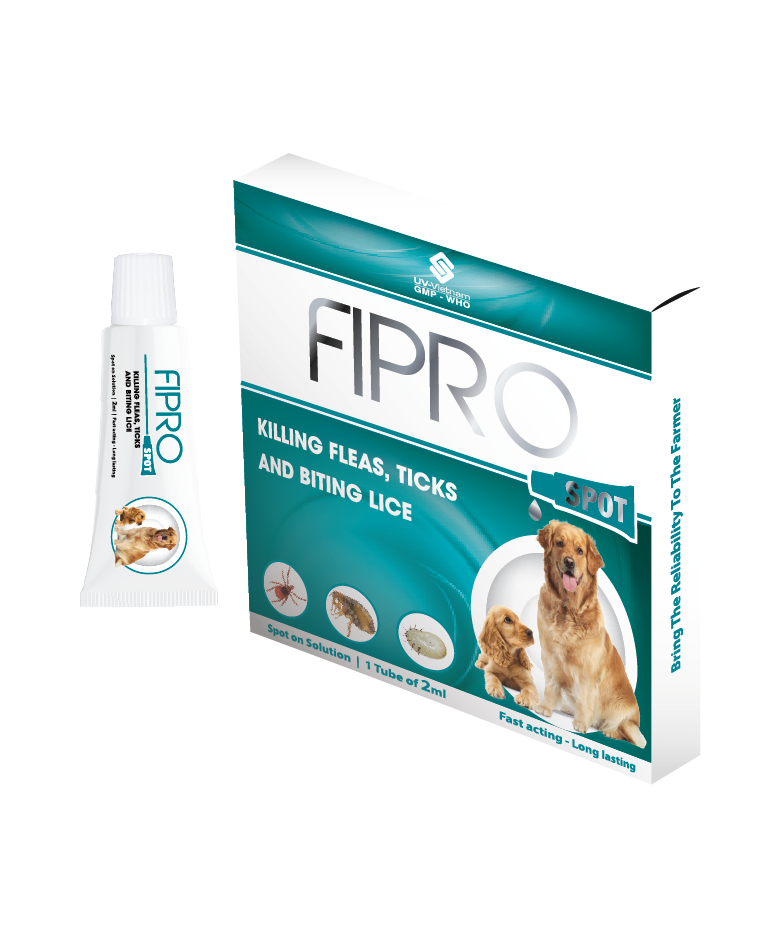 FIPRO
SPOT
KILLING FLEAS, TICKS
AND BITING LICE
Spot on Solution | 2ml | Fast acting - Long lasting
UV-Vietnam
GMP - WHO
FIPRO
SPOT
KILLING FLEAS, TICKS
AND BITING LICE
Spot on Solution | 1 Tube of 2ml
Fast acting - Long lasting
Bring The Reliability To The Farmer